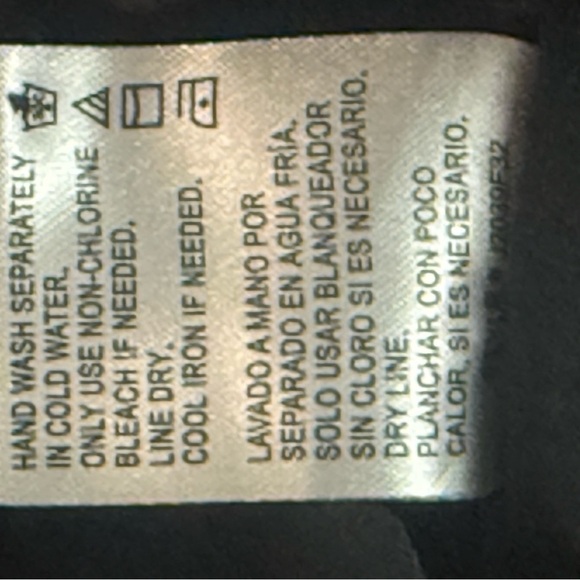 HAND WASH SEPARATELY
IN COLD WATER.
ONLY USE NON-CHLORINE
BLEACH IF NEEDED.
LINE DRY.
COOL IRON IF NEEDED.
LAVADO A MANO POR
SEPARADO EN AGUA FRÍA.
SOLO USAR BLANQUEADOR
SIN CLORO SI ES NECESARIO.
DRY LINE.
PLANCHAR CON POCO
CALOR, SI ES NECESARIO.